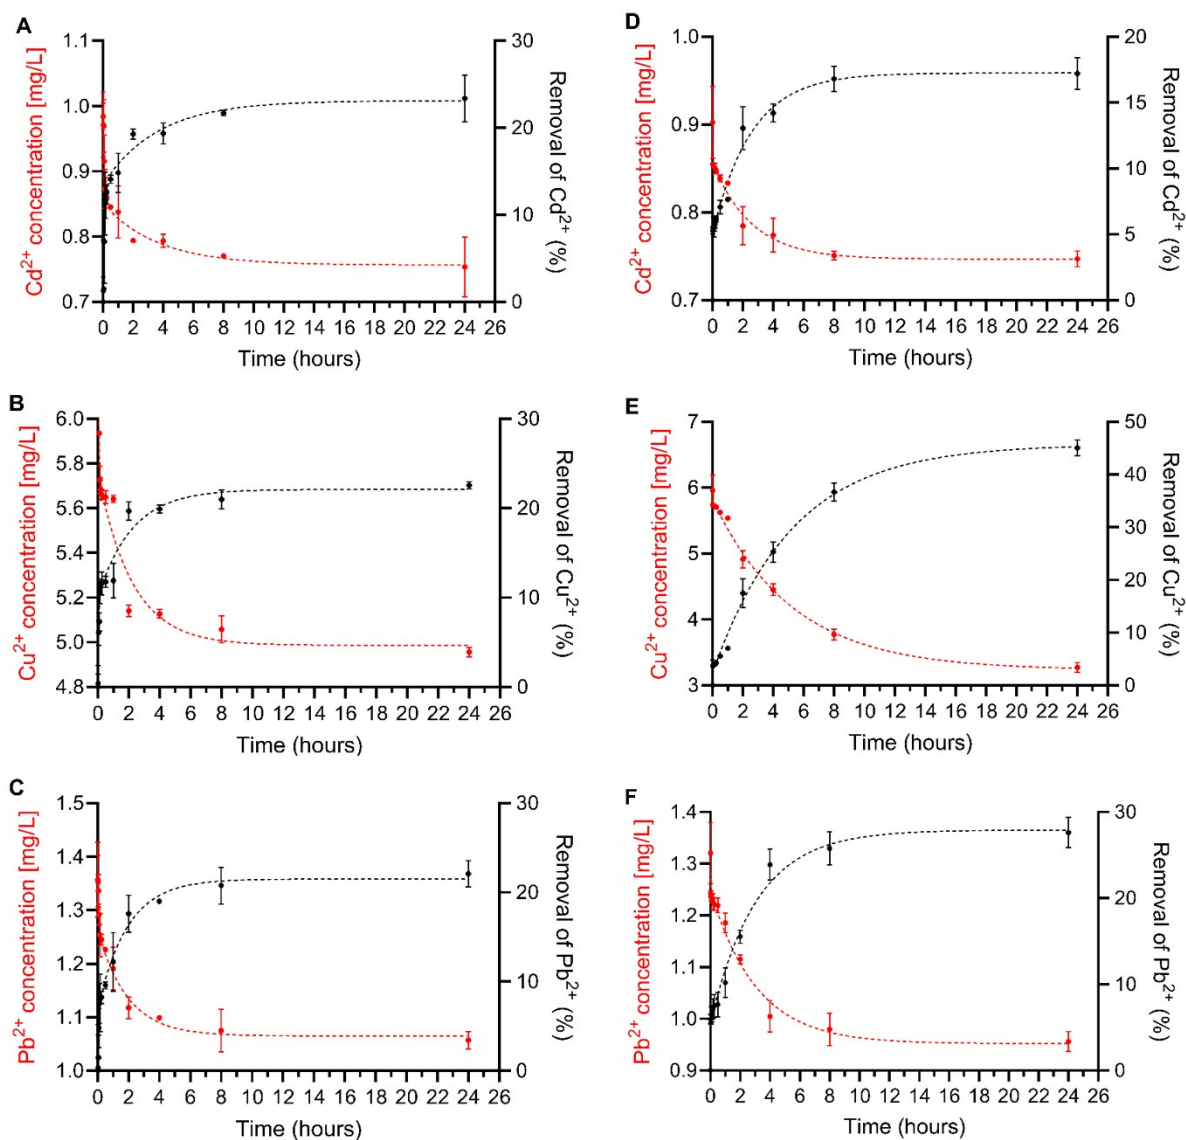 A
Cd²⁺ concentration [mg/L]
1.1
1.0
0.9
0.8
0.7
30
20
10
0
Removal of Cd²⁺ (%)
0 2 4 6 8 10 12 14 16 18 20 22 24 26
Time (hours)
D
Cd²⁺ concentration [mg/L]
1.0
0.9
0.8
0.7
20
15
10
5
0
Removal of Cd²⁺ (%)
0 2 4 6 8 10 12 14 16 18 20 22 24 26
Time (hours)
B
Cu²⁺ concentration [mg/L]
6.0
5.8
5.6
5.4
5.2
5.0
4.8
30
20
10
0
Removal of Cu²⁺ (%)
0 2 4 6 8 10 12 14 16 18 20 22 24 26
Time (hours)
E
Cu²⁺ concentration [mg/L]
7
6
5
4
3
50
40
30
20
10
0
Removal of Cu²⁺ (%)
0 2 4 6 8 10 12 14 16 18 20 22 24 26
Time (hours)
C
Pb²⁺ concentration [mg/L]
1.5
1.4
1.3
1.2
1.1
1.0
30
20
10
0
Removal of Pb²⁺ (%)
0 2 4 6 8 10 12 14 16 18 20 22 24 26
Time (hours)
F
Pb²⁺ concentration [mg/L]
1.4
1.3
1.2
1.1
1.0
0.9
30
20
10
0
Removal of Pb²⁺ (%)
0 2 4 6 8 10 12 14 16 18 20 22 24 26
Time (hours)